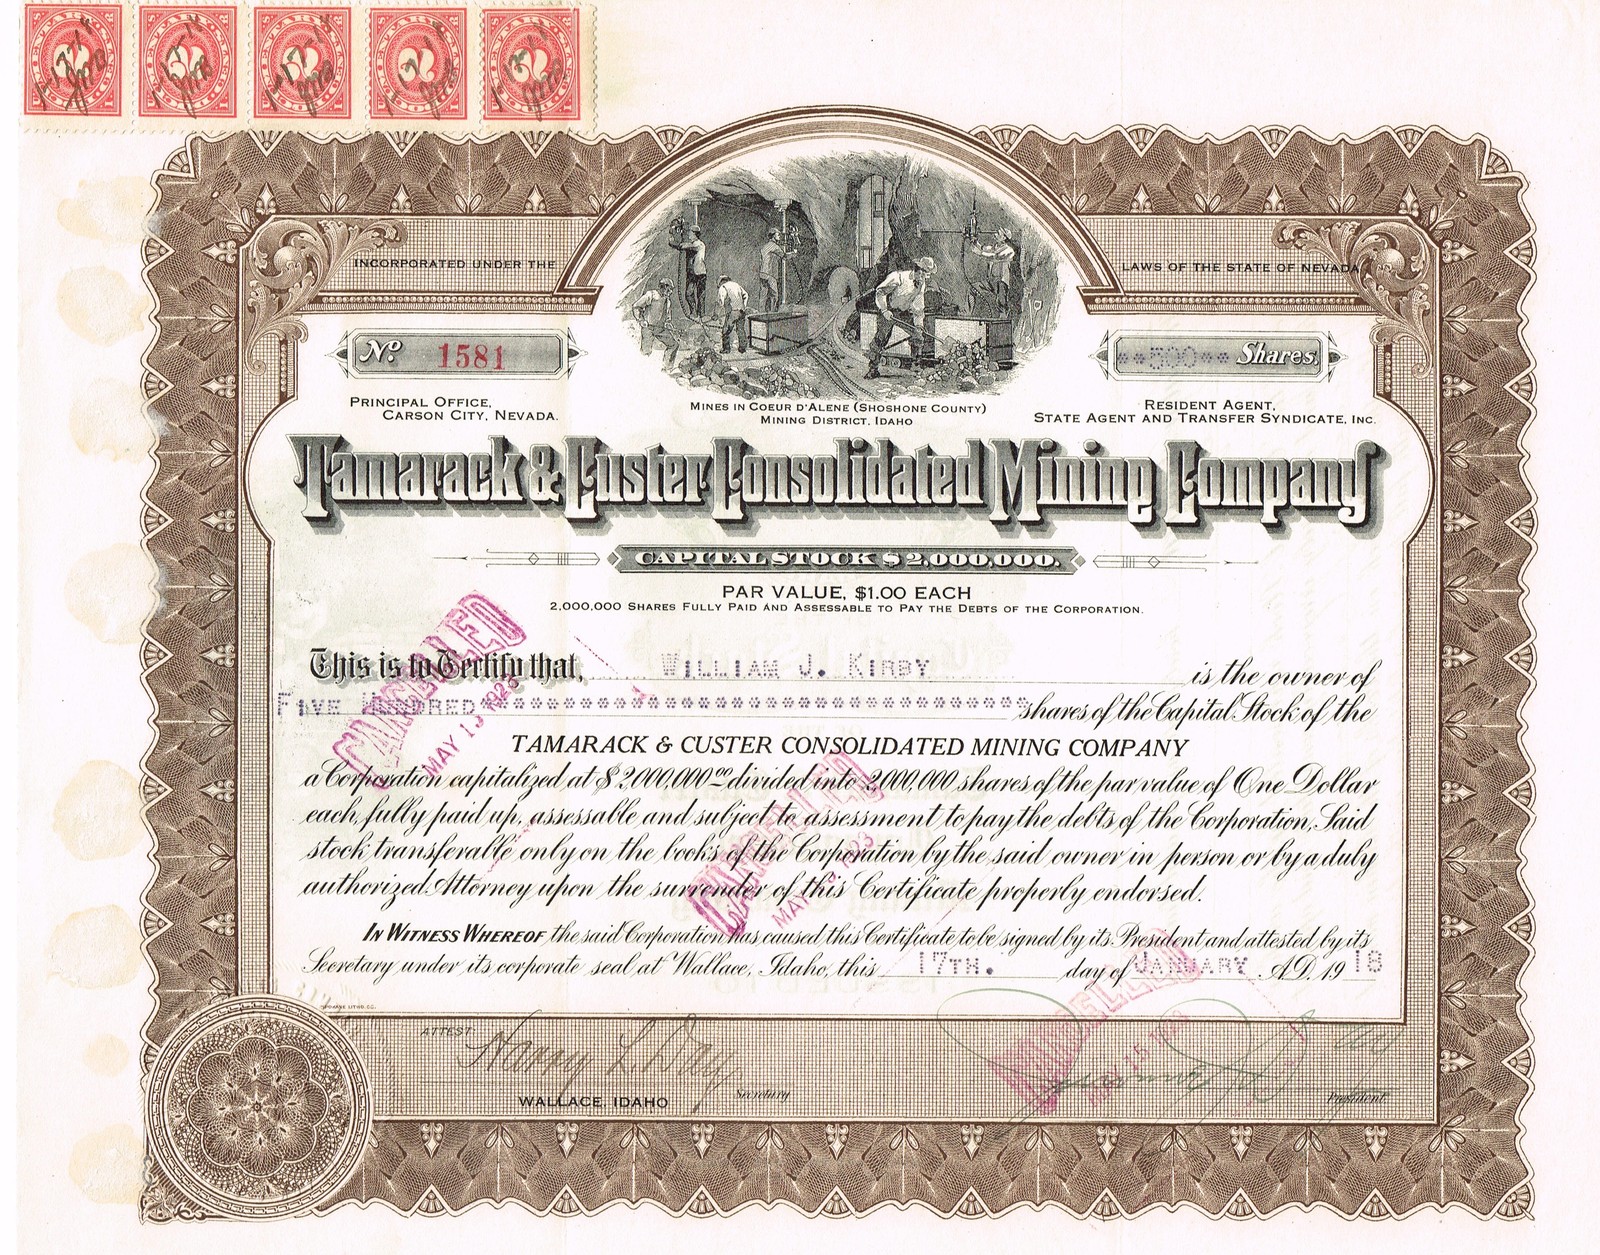 2 2 2 2 2
INCORPORATED UNDER THE LAWS OF THE STATE OF NEVADA
No. 1581
**500** Shares.
PRINCIPAL OFFICE,
CARSON CITY, NEVADA.
MINES IN COEUR D'ALENE (SHOSHONE COUNTY)
MINING DISTRICT, IDAHO
RESIDENT AGENT,
STATE AGENT AND TRANSFER SYNDICATE, INC.
Tamarack & Custer Consolidated Mining Company
CAPITAL STOCK $2,000,000.
PAR VALUE, $1.00 EACH
2,000,000 SHARES FULLY PAID AND ASSESSABLE TO PAY THE DEBTS OF THE CORPORATION.
This is to Certify that, WILLIAM J. KIRBY is the owner of
FIVE HUNDRED shares of the Capital Stock of the
TAMARACK & CUSTER CONSOLIDATED MINING COMPANY
a Corporation capitalized at $2,000,000.00 divided into 2,000,000 shares of the par value of One Dollar
each, fully paid up, assessable and subject to assessment to pay the debts of the Corporation, Said
stock transferable only on the books of the Corporation by the said owner in person or by a duly
authorized Attorney upon the surrender of this Certificate properly endorsed.
IN WITNESS WHEREOF the said Corporation has caused this Certificate to be signed by its President and attested by its
Secretary under its corporate seal at Wallace, Idaho, this 17TH. day of JANUARY A.D. 1918
CANCELLED
CANCELLED
CANCELLED
ATTEST:
Harry L. Day
Secretary
WALLACE, IDAHO
President